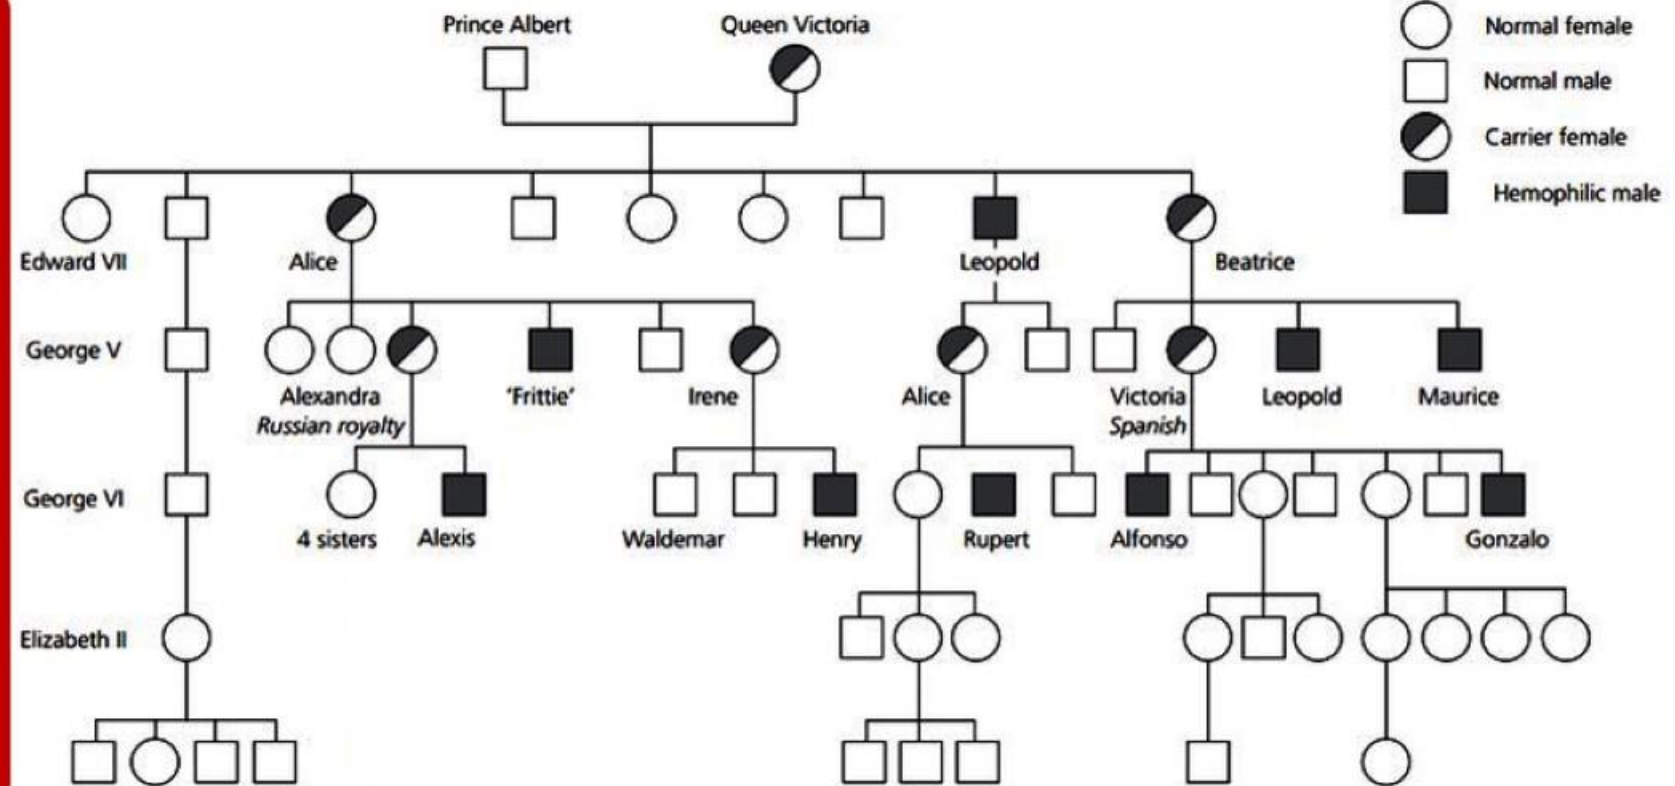 Prince Albert
Queen Victoria
Normal female
Normal male
Carrier female
Hemophilic male
Edward VII
Alice
Leopold
Beatrice
George V
Alexandra
Russian royalty
'Frittie'
Irene
Alice
Victoria
Spanish
Leopold
Maurice
George VI
4 sisters
Alexis
Waldemar
Henry
Rupert
Alfonso
Gonzalo
Elizabeth II